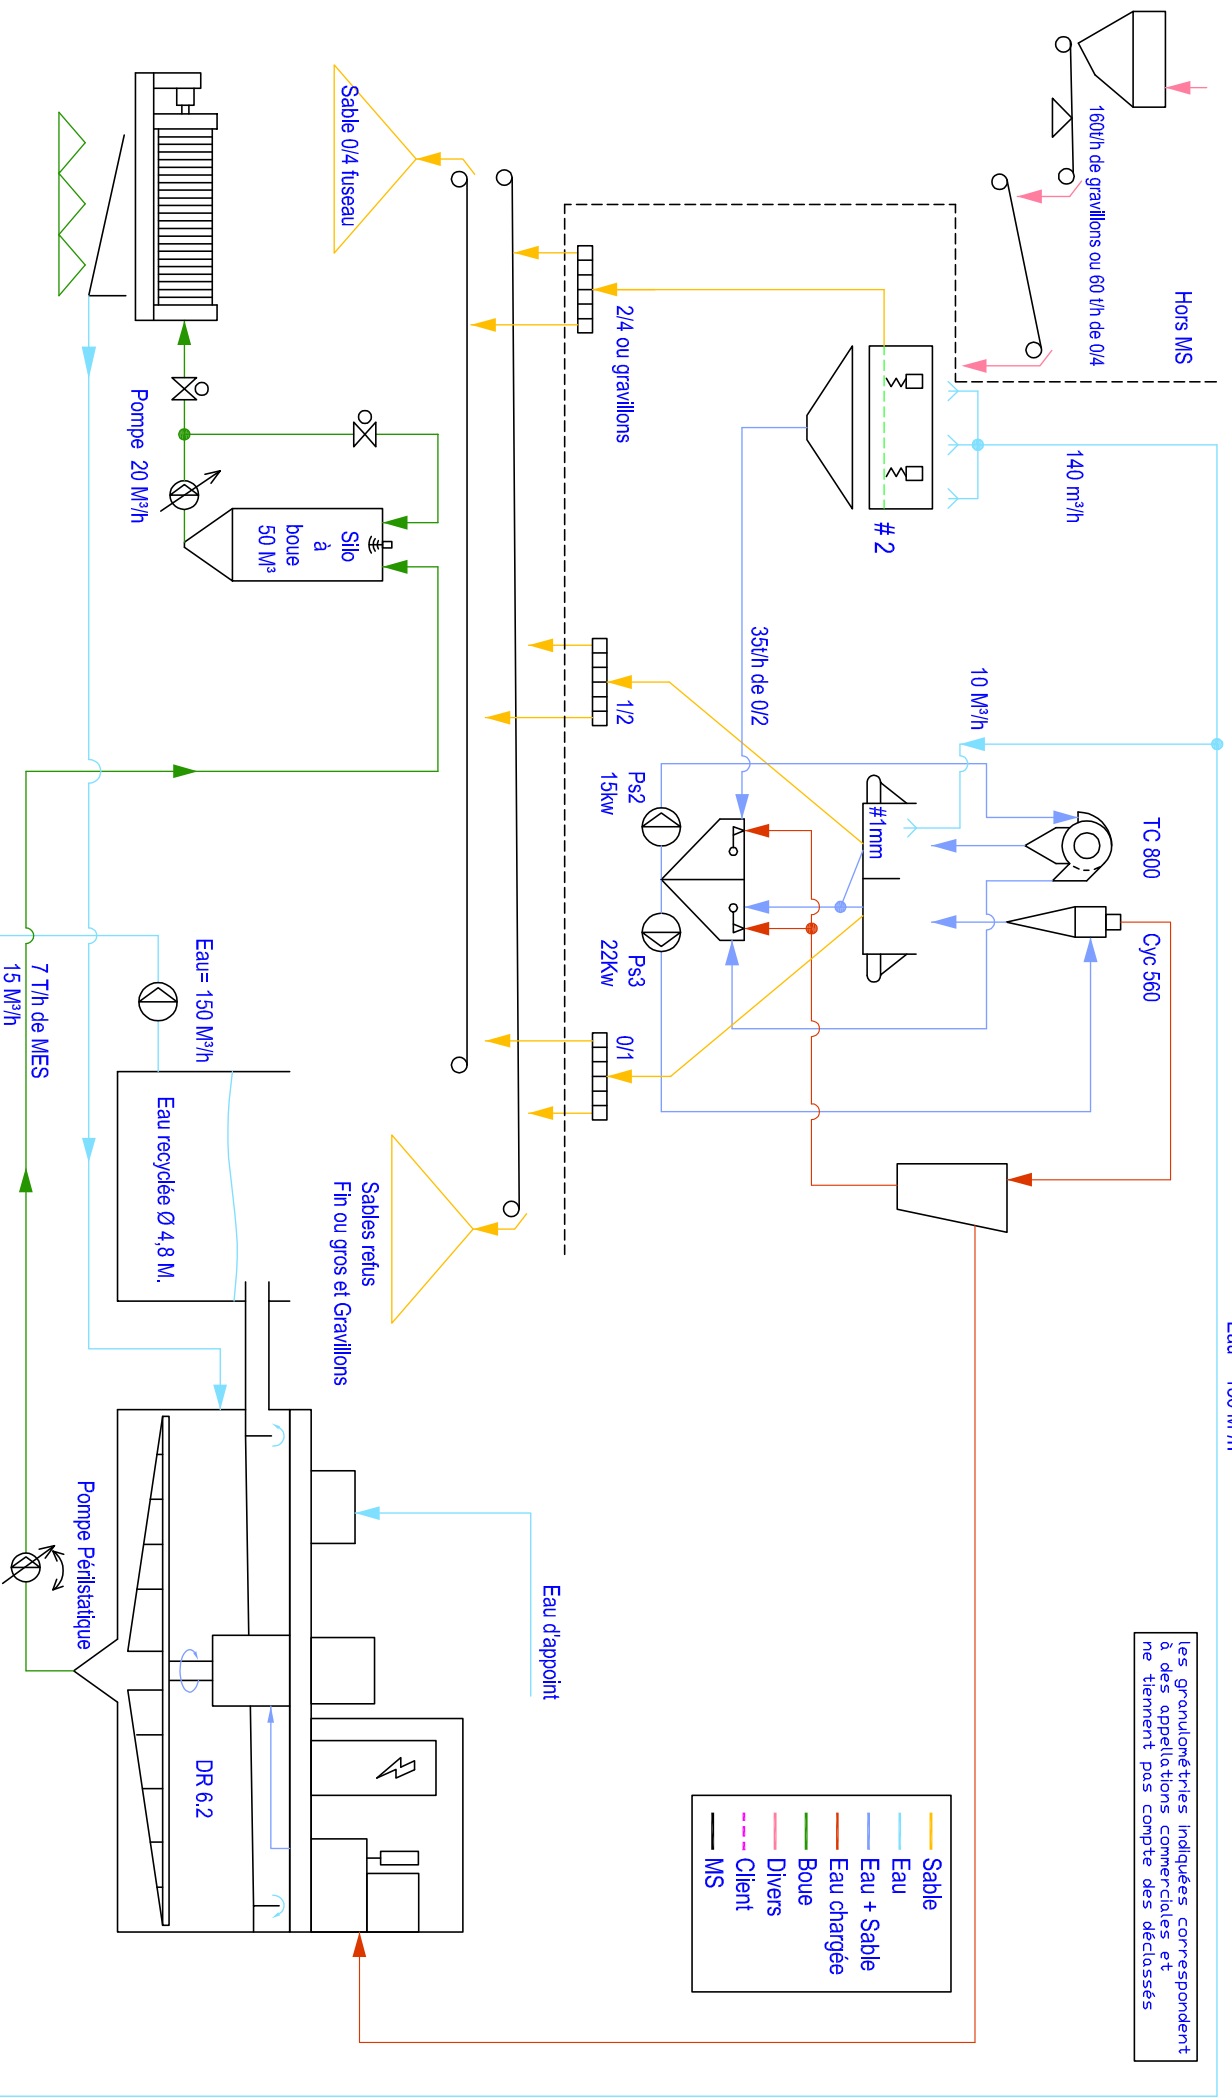 Hors MS
160t/h de gravillons ou 60 t/h de 0/4
140 m³/h
# 2
2/4 ou gravillons
35t/h de 0/2
10 M³/h
TC 800
Cyc 560
#1mm
Ps2
15kw
Ps3
22Kw
1/2
0/1
Sable 0/4 fuseau
Sables refus
Fin ou gros et Gravillons
Silo
à
boue
50 M³
Pompe 20 M³/h
Eau= 150 M³/h
7 T/h de MES
15 M³/h
Eau recyclée Ø 4,8 M.
Pompe Périlstatique
DR 6.2
Eau d'appoint
les granulométries indiquées correspondent
à des appellations commerciales et
ne tiennent pas compte des déclassés
Sable
Eau
Eau + Sable
Eau chargée
Boue
Divers
Client
MS